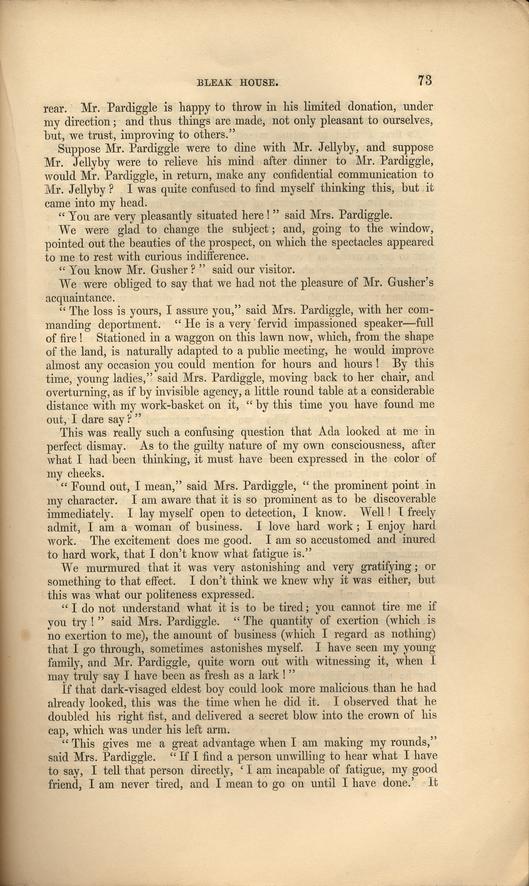 BLEAK HOUSE. 73
rear. Mr. Pardiggle is happy to throw in his limited donation, under
my direction; and thus things are made, not only pleasant to ourselves,
but, we trust, improving to others.”
Suppose Mr. Pardiggle were to dine with Mr. Jellyby, and suppose
Mr. Jellyby were to relieve his mind after dinner to Mr. Pardiggle,
would Mr. Pardiggle, in return, make any confidential communication to
Mr. Jellyby? I was quite confused to find myself thinking this, but it
came into my head.
“You are very pleasantly situated here!” said Mrs. Pardiggle.
We were glad to change the subject; and, going to the window,
pointed out the beauties of the prospect, on which the spectacles appeared
to me to rest with curious indifference.
“You know Mr. Gusher?” said our visitor.
We were obliged to say that we had not the pleasure of Mr. Gusher’s
acquaintance.
“The loss is yours, I assure you,” said Mrs. Pardiggle, with her com-
manding deportment. “He is a very fervid impassioned speaker—full
of fire! Stationed in a waggon on this lawn now, which, from the shape
of the land, is naturally adapted to a public meeting, he would improve
almost any occasion you could mention for hours and hours! By this
time, young ladies,” said Mrs. Pardiggle, moving back to her chair, and
overturning, as if by invisible agency, a little round table at a considerable
distance with my work-basket on it, “by this time you have found me
out, I dare say?”
This was really such a confusing question that Ada looked at me in
perfect dismay. As to the guilty nature of my own consciousness, after
what I had been thinking, it must have been expressed in the color of
my cheeks.
“Found out, I mean,” said Mrs. Pardiggle, “the prominent point in
my character. I am aware that it is so prominent as to be discoverable
immediately. I lay myself open to detection, I know. Well! I freely
admit, I am a woman of business. I love hard work; I enjoy hard
work. The excitement does me good. I am so accustomed and inured
to hard work, that I don’t know what fatigue is.”
We murmured that it was very astonishing and very gratifying; or
something to that effect. I don’t think we knew why it was either, but
this was what our politeness expressed.
“I do not understand what it is to be tired; you cannot tire me if
you try!” said Mrs. Pardiggle. “The quantity of exertion (which is
no exertion to me), the amount of business (which I regard as nothing)
that I go through, sometimes astonishes myself. I have seen my young
family, and Mr. Pardiggle, quite worn out with witnessing it, when I
may truly say I have been as fresh as a lark!”
If that dark-visaged eldest boy could look more malicious than he had
already looked, this was the time when he did it. I observed that he
doubled his right fist, and delivered a secret blow into the crown of his
cap, which was under his left arm.
“This gives me a great advantage when I am making my rounds,”
said Mrs. Pardiggle. “If I find a person unwilling to hear what I have
to say, I tell that person directly, ‘I am incapable of fatigue, my good
friend, I am never tired, and I mean to go on until I have done.’ It